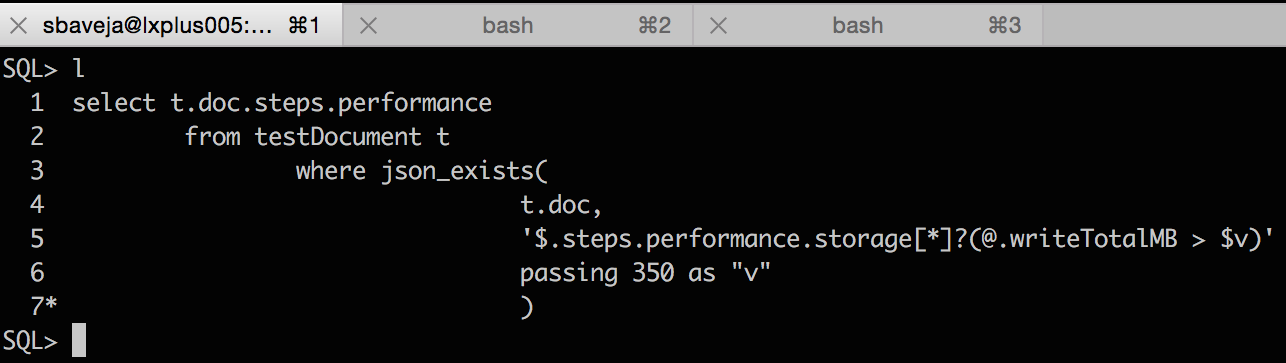 sbaveja@lxplus005:... ⌘1 bash ⌘2 bash ⌘3
SQL> l
1 select t.doc.steps.performance
2 from testDocument t
3 where json_exists(
4 t.doc,
5 '$.steps.performance.storage[*]?(@.writeTotalMB > $v)'
6 passing 350 as "v"
7* )
SQL>